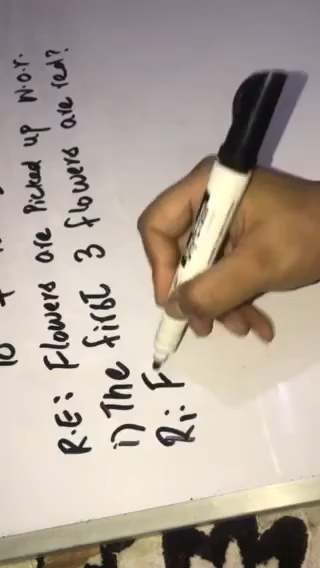 R.E: Flowers are Picked up N.o.r.
i) The first 3 flowers are red?
R: F